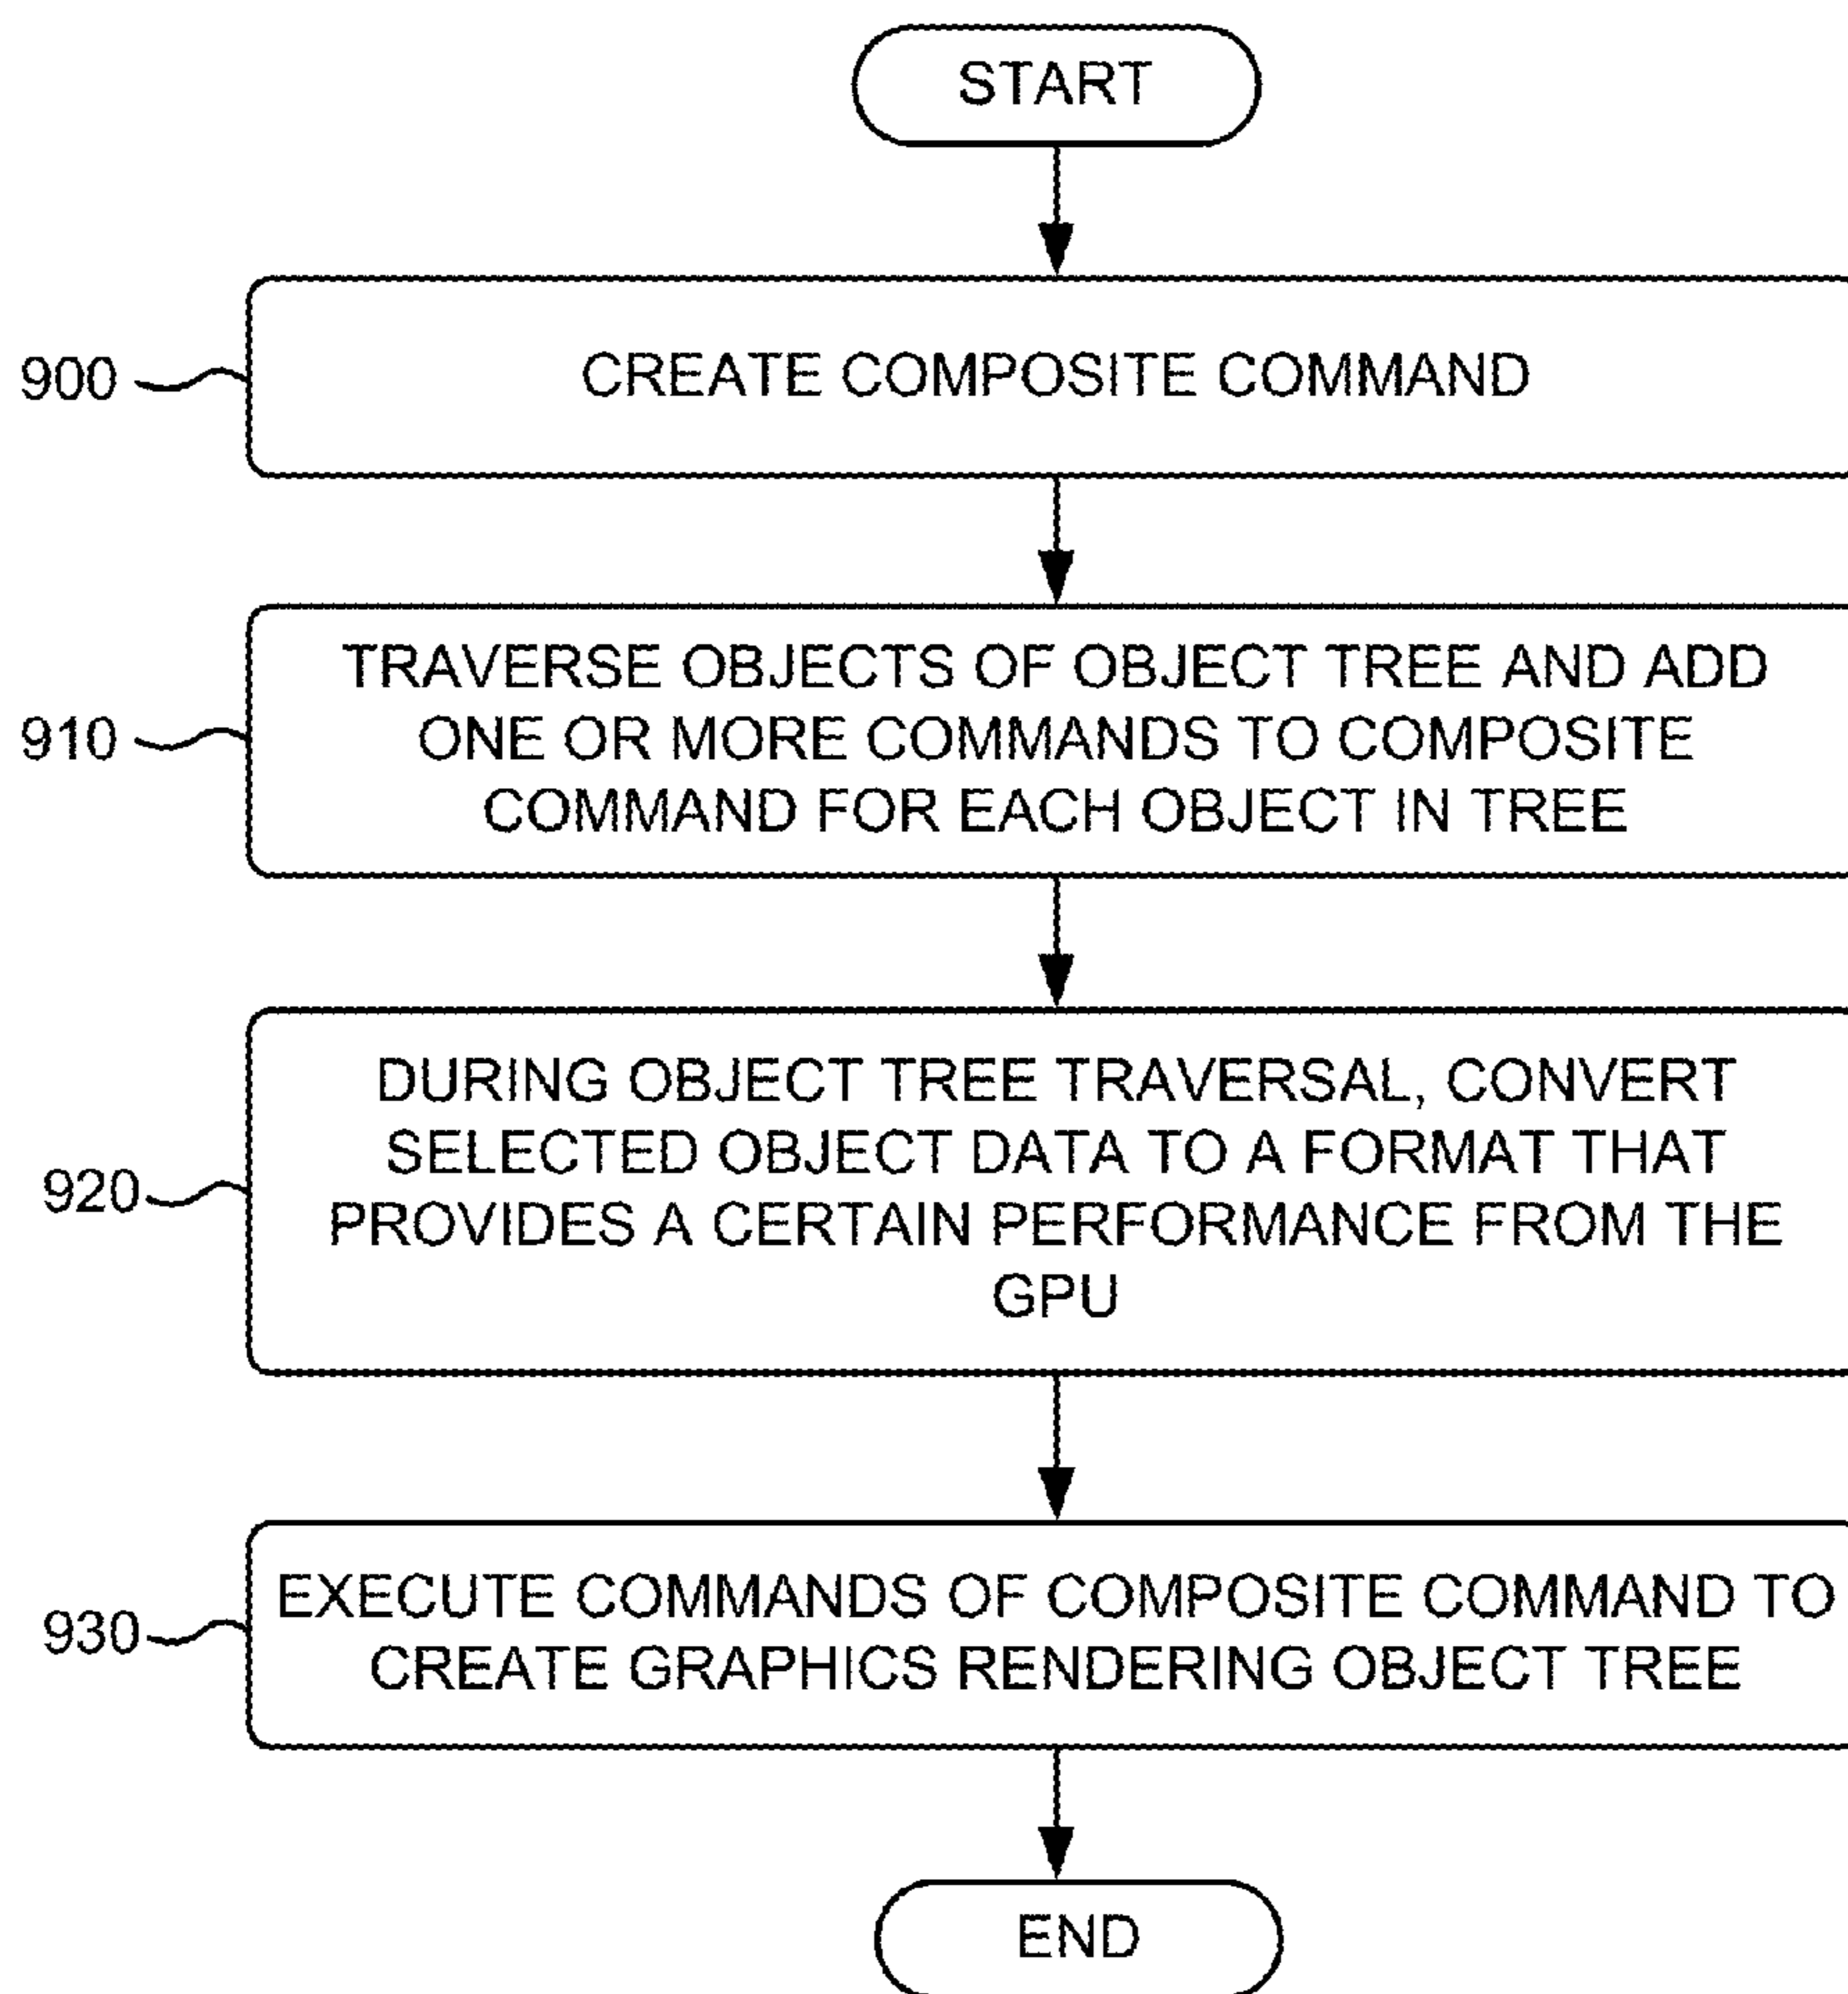 START
900
CREATE COMPOSITE COMMAND
TRAVERSE OBJECTS OF OBJECT TREE AND ADD
910
ONE OR MORE COMMANDS TO COMPOSITE
COMMAND FOR EACH OBJECT IN TREE
DURING OBJECT TREE TRAVERSAL, CONVERT
SELECTED OBJECT DATA TO A FORMAT THAT
920
PROVIDES A CERTAIN PERFORMANCE FROM THE
GPU
EXECUTE COMMANDS OF COMPOSITE COMMAND TO
930
CREATE GRAPHICS RENDERING OBJECT TREE
END